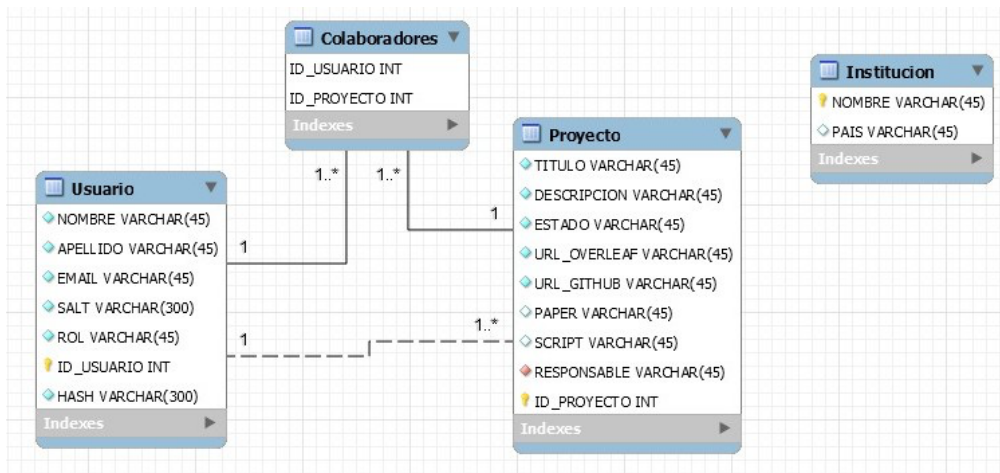 Colaboradores
ID_USUARIO INT
ID_PROYECTO INT
Indexes
Institucion
NOMBRE VARCHAR(45)
PAIS VARCHAR(45)
Indexes
Proyecto
TITULO VARCHAR(45)
DESCRIPCION VARCHAR(45)
ESTADO VARCHAR(45)
URL_OVERLEAF VARCHAR(45)
URL_GITHUB VARCHAR(45)
PAPER VARCHAR(45)
SCRIPT VARCHAR(45)
RESPONSABLE VARCHAR(45)
ID_PROYECTO INT
Indexes
Usuario
NOMBRE VARCHAR(45)
APELLIDO VARCHAR(45)
EMAIL VARCHAR(45)
SALT VARCHAR(300)
ROL VARCHAR(45)
ID_USUARIO INT
HASH VARCHAR(300)
Indexes
1..*
1..*
1
1
1
1..*